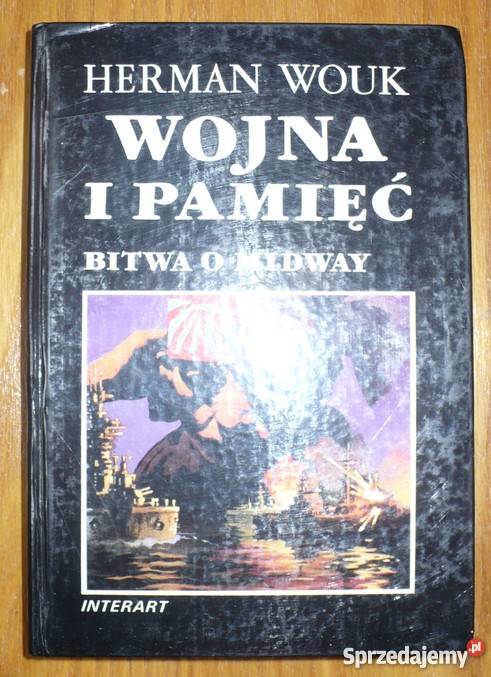 HERMAN WOUK
WOJNA
I PAMIĘĆ
BITWA O MIDWAY
INTERART
Sprzedajemy.pl